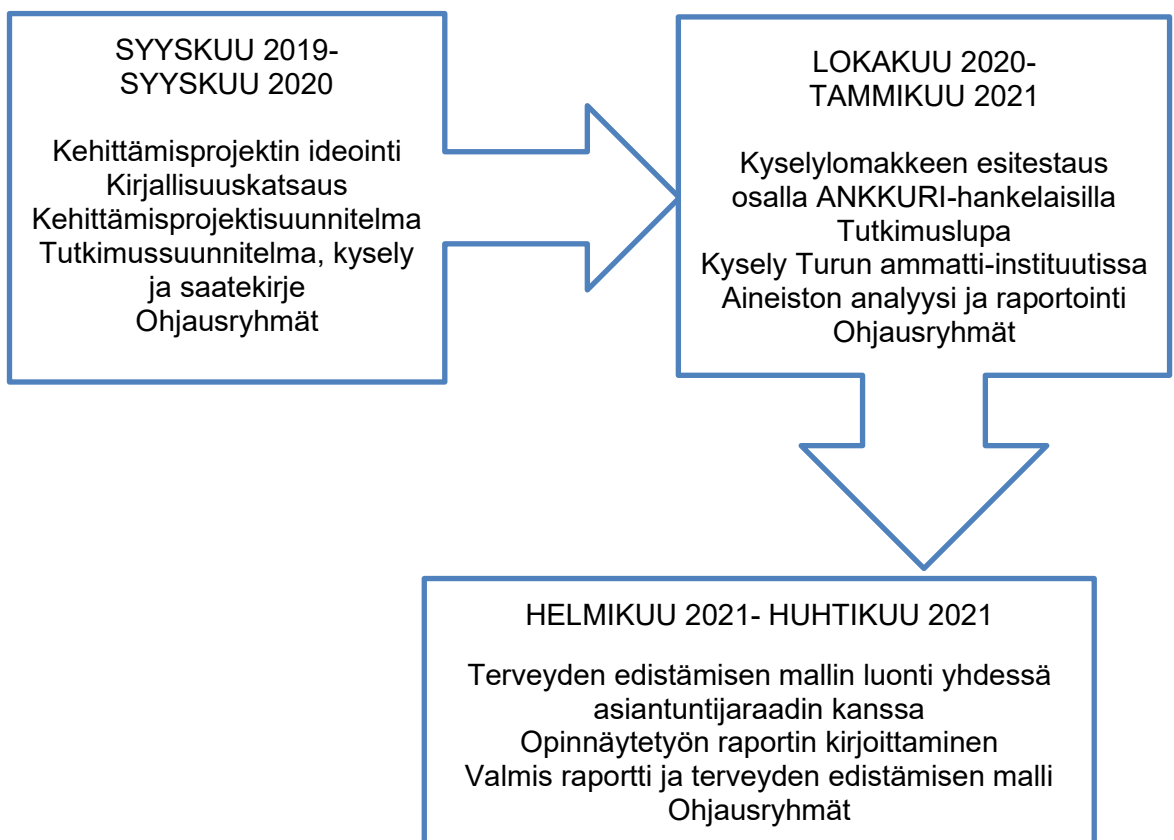 SYYSKUU 2019-
SYYSKUU 2020
Kehittämisprojektin ideointi
Kirjallisuuskatsaus
Kehittämisprojektisuunnitelma
Tutkimussuunnitelma, kysely
ja saatekirje
Ohjausryhmät
LOKAKUU 2020-
TAMMIKUU 2021
Kyselylomakkeen esitestaus
osalla ANKKURI-hankelaisilla
Tutkimuslupa
Kysely Turun ammatti-instituutissa
Aineiston analyysi ja raportointi
Ohjausryhmät
HELMIKUU 2021- HUHTIKUU 2021
Terveyden edistämisen mallin luonti yhdessä
asiantuntijaraadin kanssa
Opinnäytetyön raportin kirjoittaminen
Valmis raportti ja terveyden edistämisen malli
Ohjausryhmät